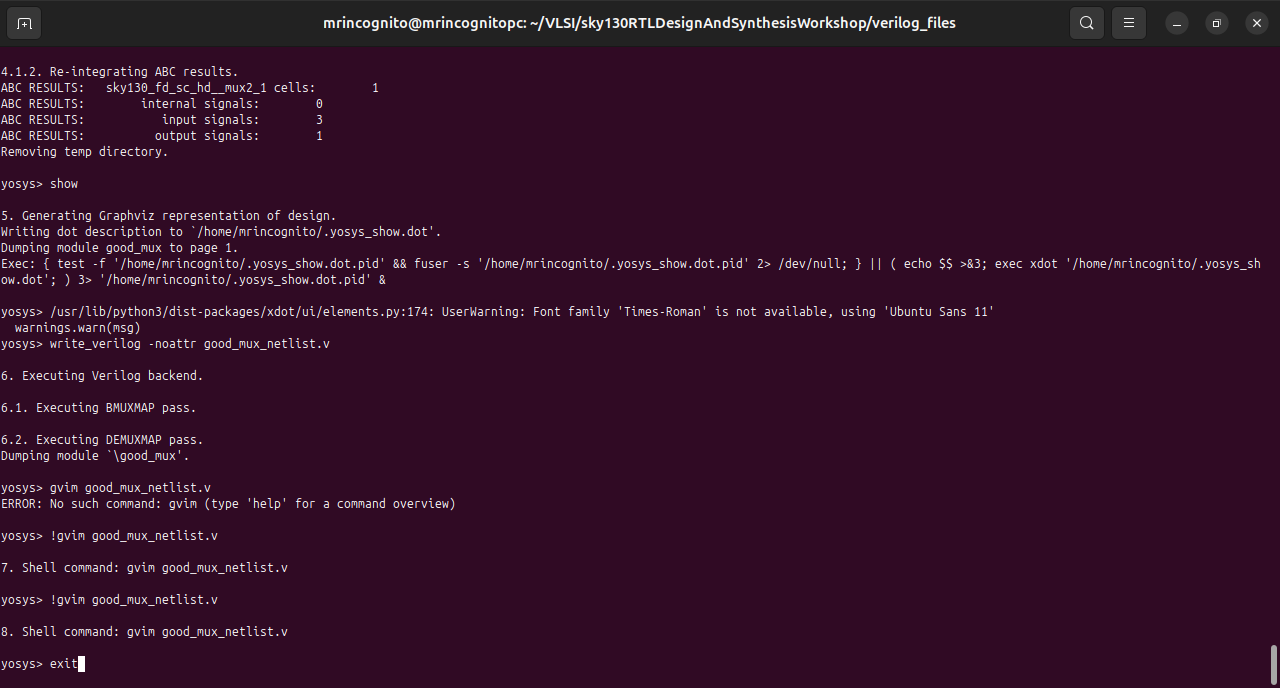 mrincognito@mrincognitopc: ~/VLSI/sky130RTLDesignAndSynthesisWorkshop/verilog_files
4.1.2. Re-integrating ABC results.
ABC RESULTS:   sky130_fd_sc_hd__mux2_1 cells:        1
ABC RESULTS:        internal signals:        0
ABC RESULTS:           input signals:        3
ABC RESULTS:          output signals:        1
Removing temp directory.
yosys> show
5. Generating Graphviz representation of design.
Writing dot description to `/home/mrincognito/.yosys_show.dot'.
Dumping module good_mux to page 1.
Exec: { test -f '/home/mrincognito/.yosys_show.dot.pid' && fuser -s '/home/mrincognito/.yosys_show.dot.pid' 2> /dev/null; } || ( echo $$ >&3; exec xdot '/home/mrincognito/.yosys_sh
ow.dot'; ) 3> '/home/mrincognito/.yosys_show.dot.pid' &
yosys> /usr/lib/python3/dist-packages/xdot/ui/elements.py:174: UserWarning: Font family 'Times-Roman' is not available, using 'Ubuntu Sans 11'
  warnings.warn(msg)
yosys> write_verilog -noattr good_mux_netlist.v
6. Executing Verilog backend.
6.1. Executing BMUXMAP pass.
6.2. Executing DEMUXMAP pass.
Dumping module `\good_mux'.
yosys> gvim good_mux_netlist.v
ERROR: No such command: gvim (type 'help' for a command overview)
yosys> !gvim good_mux_netlist.v
7. Shell command: gvim good_mux_netlist.v
yosys> !gvim good_mux_netlist.v
8. Shell command: gvim good_mux_netlist.v
yosys> exit